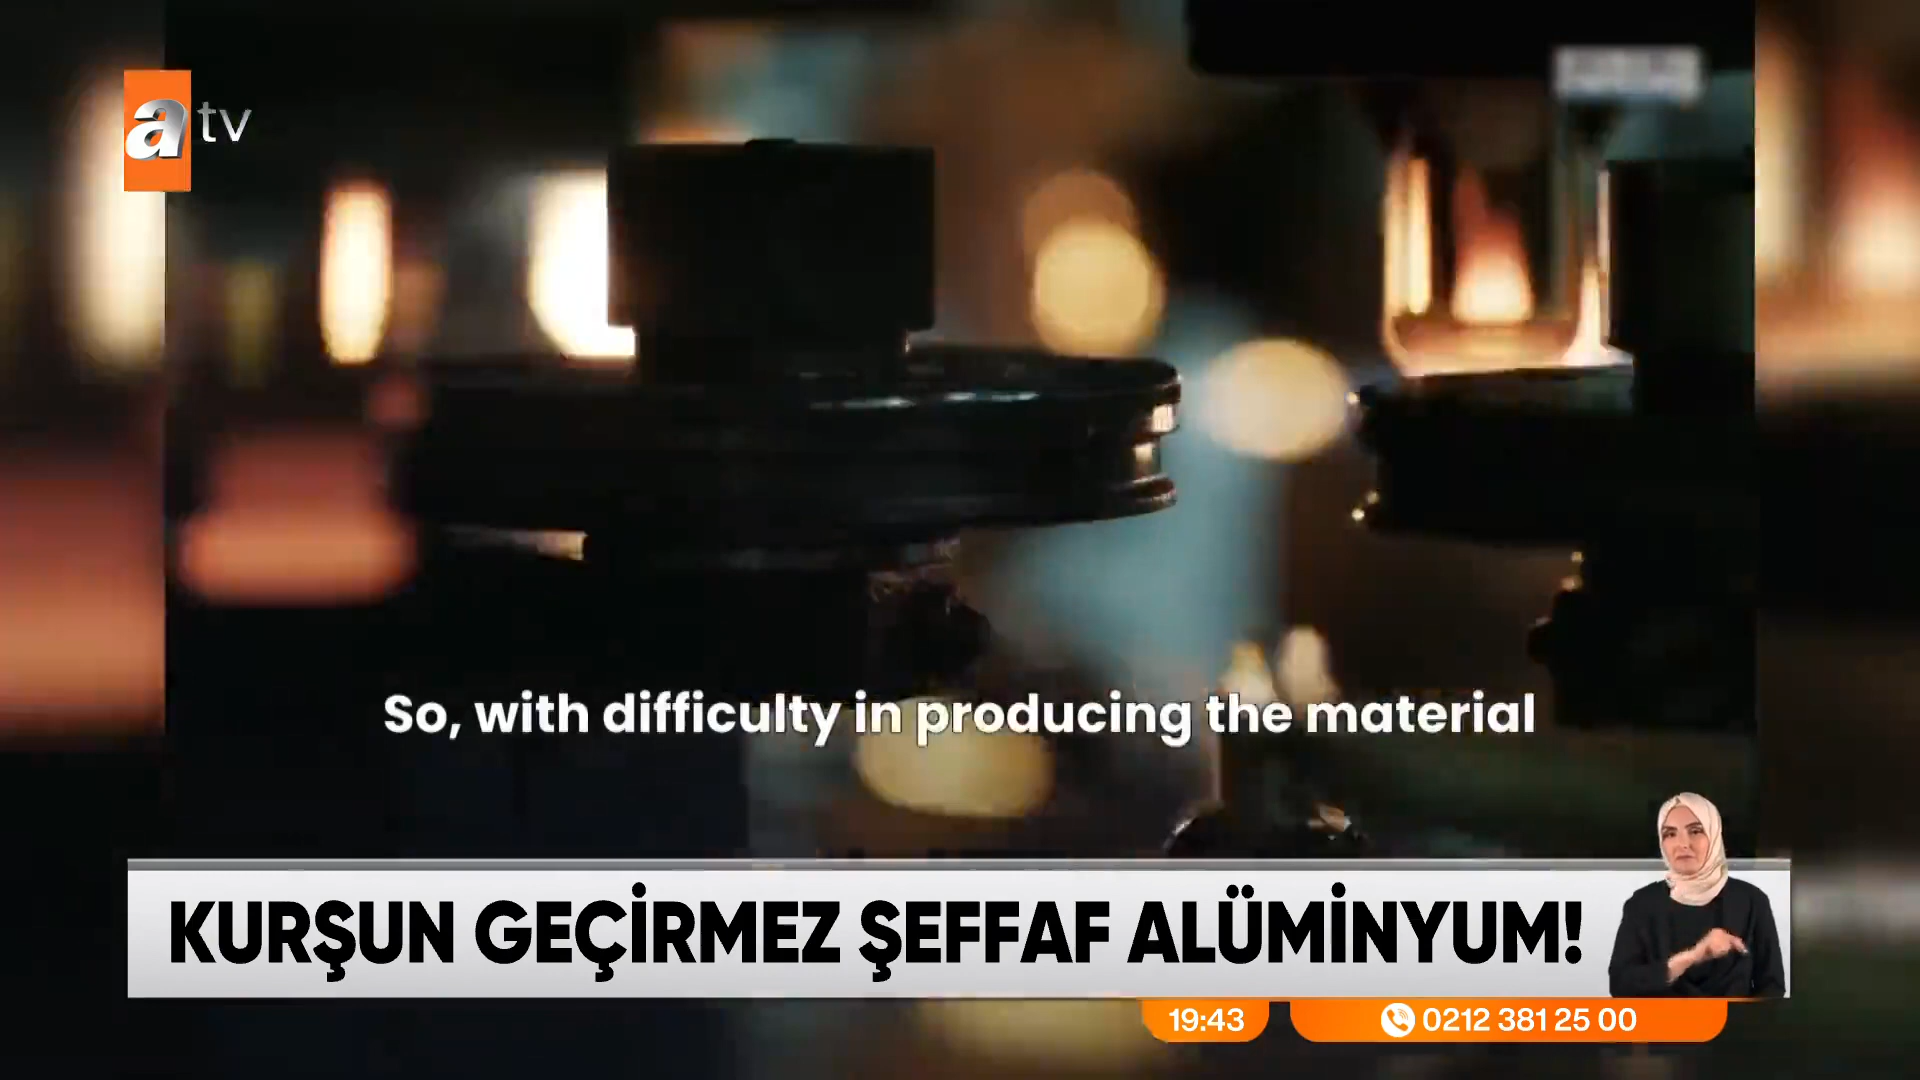 atv
So, with difficulty in producing the material
KURŞUN GEÇİRMEZ ŞEFFAF ALÜMİNYUM!
19:43
0212 381 25 00